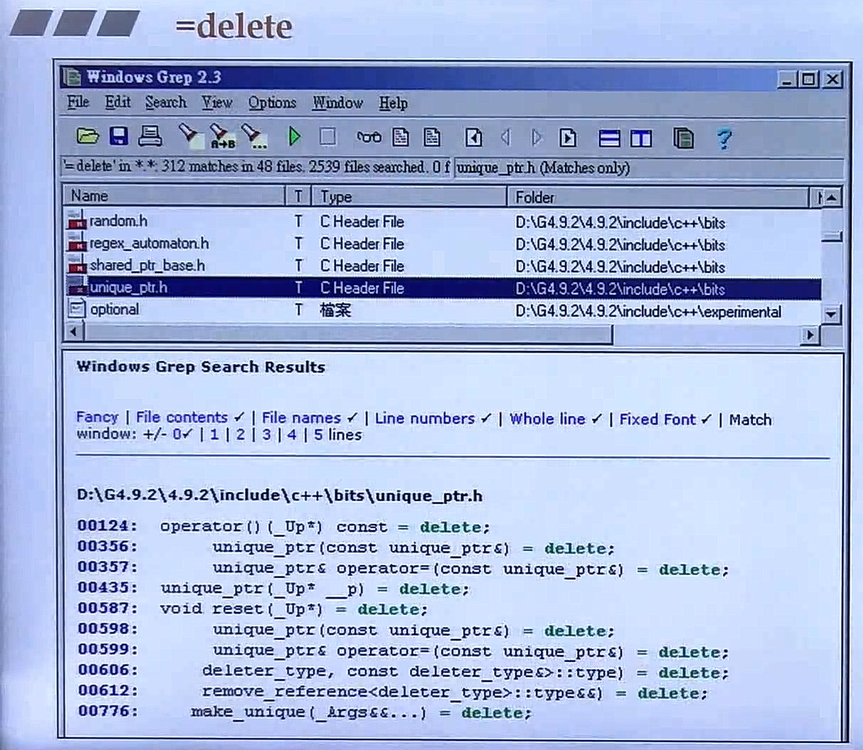 =delete
Windows Grep 2.3
File Edit Search View Options Window Help
A→B
'= delete' in *.*: 312 matches in 48 files. 2539 files searched. 0 f unique_ptr.h (Matches only)
Name T Type Folder
random.h T C Header File D:\G4.9.2\4.9.2\include\c++\bits
regex_automaton.h T C Header File D:\G4.9.2\4.9.2\include\c++\bits
shared_ptr_base.h T C Header File D:\G4.9.2\4.9.2\include\c++\bits
unique_ptr.h T C Header File D:\G4.9.2\4.9.2\include\c++\bits
optional T 檔案 D:\G4.9.2\4.9.2\include\c++\experimental
Windows Grep Search Results
Fancy | File contents ✓ | File names ✓ | Line numbers ✓ | Whole line ✓ | Fixed Font ✓ | Match
window: +/- 0✓ | 1 | 2 | 3 | 4 | 5 lines
D:\G4.9.2\4.9.2\include\c++\bits\unique_ptr.h
00124: operator()(_Up*) const = delete;
00356: unique_ptr(const unique_ptr&) = delete;
00357: unique_ptr& operator=(const unique_ptr&) = delete;
00435: unique_ptr(_Up* __p) = delete;
00587: void reset(_Up*) = delete;
00598: unique_ptr(const unique_ptr&) = delete;
00599: unique_ptr& operator=(const unique_ptr&) = delete;
00606: deleter_type, const deleter_type&>::type) = delete;
00612: remove_reference<deleter_type>::type&&) = delete;
00776: make_unique(_Args&&...) = delete;